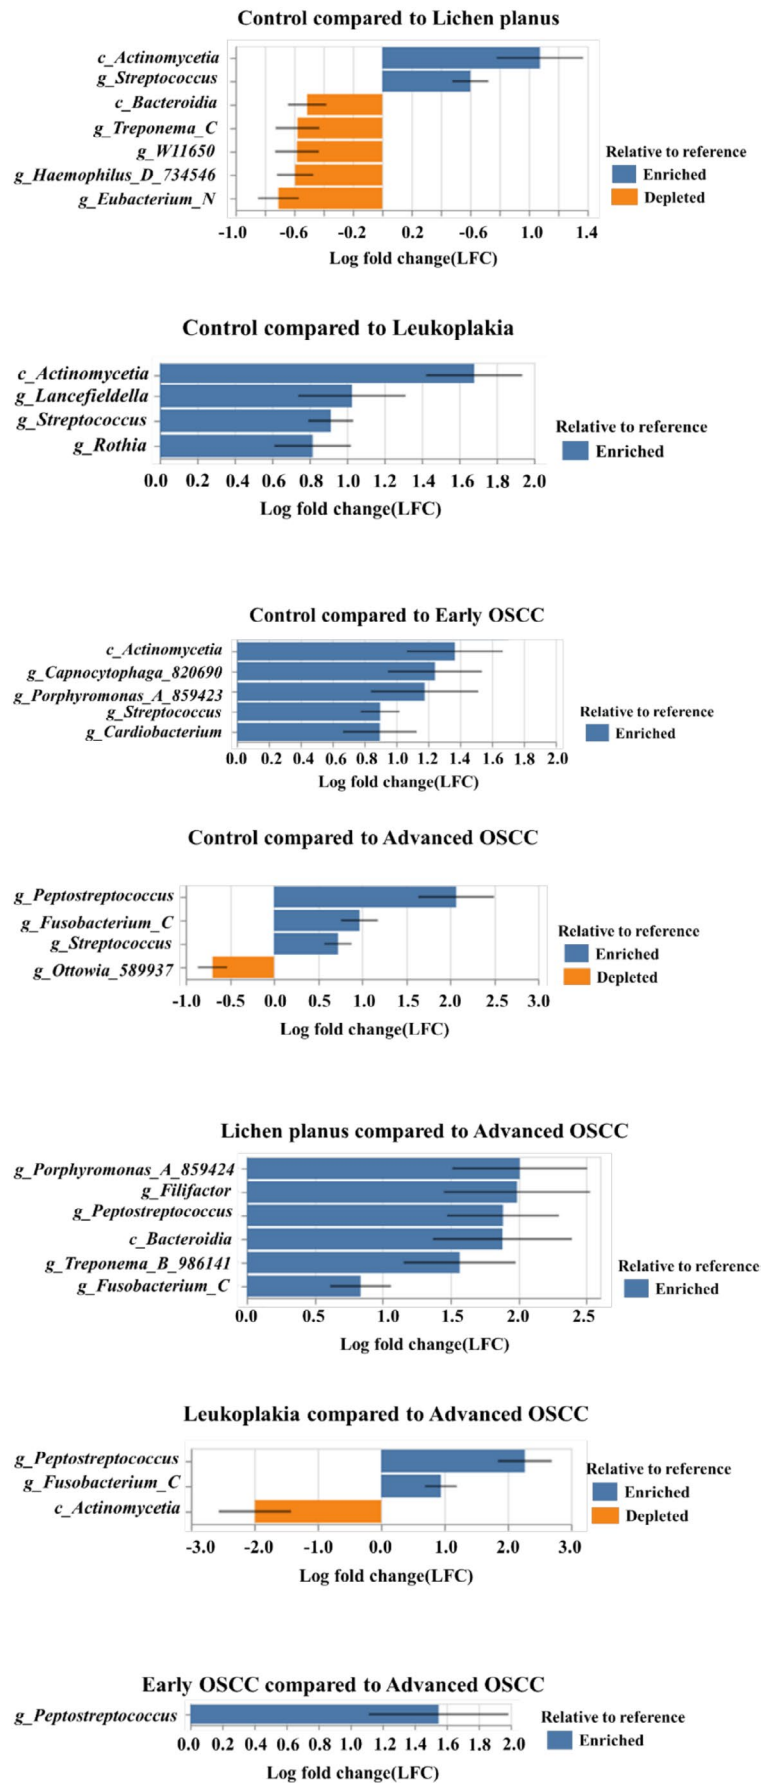 Control compared to Lichen planus
c_Actinomycetia
g_Streptococcus
c_Bacteroidia
g_Treponema_C
g_W11650
g_Haemophilus_D_734546
g_Eubacterium_N
Relative to reference
Enriched
Depleted
-1.0 -0.6 -0.2 0.2 -0.6 1.0 1.4
Log fold change(LFC)
Control compared to Leukoplakia
c_Actinomycetia
g_Lancefieldella
g_Streptococcus
g_Rothia
Relative to reference
Enriched
0.0 0.2 0.4 0.6 0.8 1.0 1.2 1.4 1.6 1.8 2.0
Log fold change(LFC)
Control compared to Early OSCC
c_Actinomycetia
g_Capnocytophaga_820690
g_Porphyromonas_A_859423
g_Streptococcus
g_Cardiobacterium
Relative to reference
Enriched
0.0 0.2 0.4 0.6 0.8 1.0 1.2 1.4 1.6 1.8 2.0
Log fold change(LFC)
Control compared to Advanced OSCC
g_Peptostreptococcus
g_Fusobacterium_C
g_Streptococcus
g_Ottowia_589937
Relative to reference
Enriched
Depleted
-1.0 -0.5 0.0 0.5 1.0 1.5 2.0 2.5 3.0
Log fold change(LFC)
Lichen planus compared to Advanced OSCC
g_Porphyromonas_A_859424
g_Filifactor
g_Peptostreptococcus
c_Bacteroidia
g_Treponema_B_986141
g_Fusobacterium_C
Relative to reference
Enriched
0.0 0.5 1.0 1.5 2.0 2.5
Log fold change(LFC)
Leukoplakia compared to Advanced OSCC
g_Peptostreptococcus
g_Fusobacterium_C
c_Actinomycetia
Relative to reference
Enriched
Depleted
-3.0 -2.0 -1.0 0.0 1.0 2.0 3.0
Log fold change(LFC)
Early OSCC compared to Advanced OSCC
g_Peptostreptococcus
Relative to reference
Enriched
0.0 0.2 0.4 0.6 0.8 1.0 1.2 1.4 1.6 1.8 2.0
Log fold change(LFC)